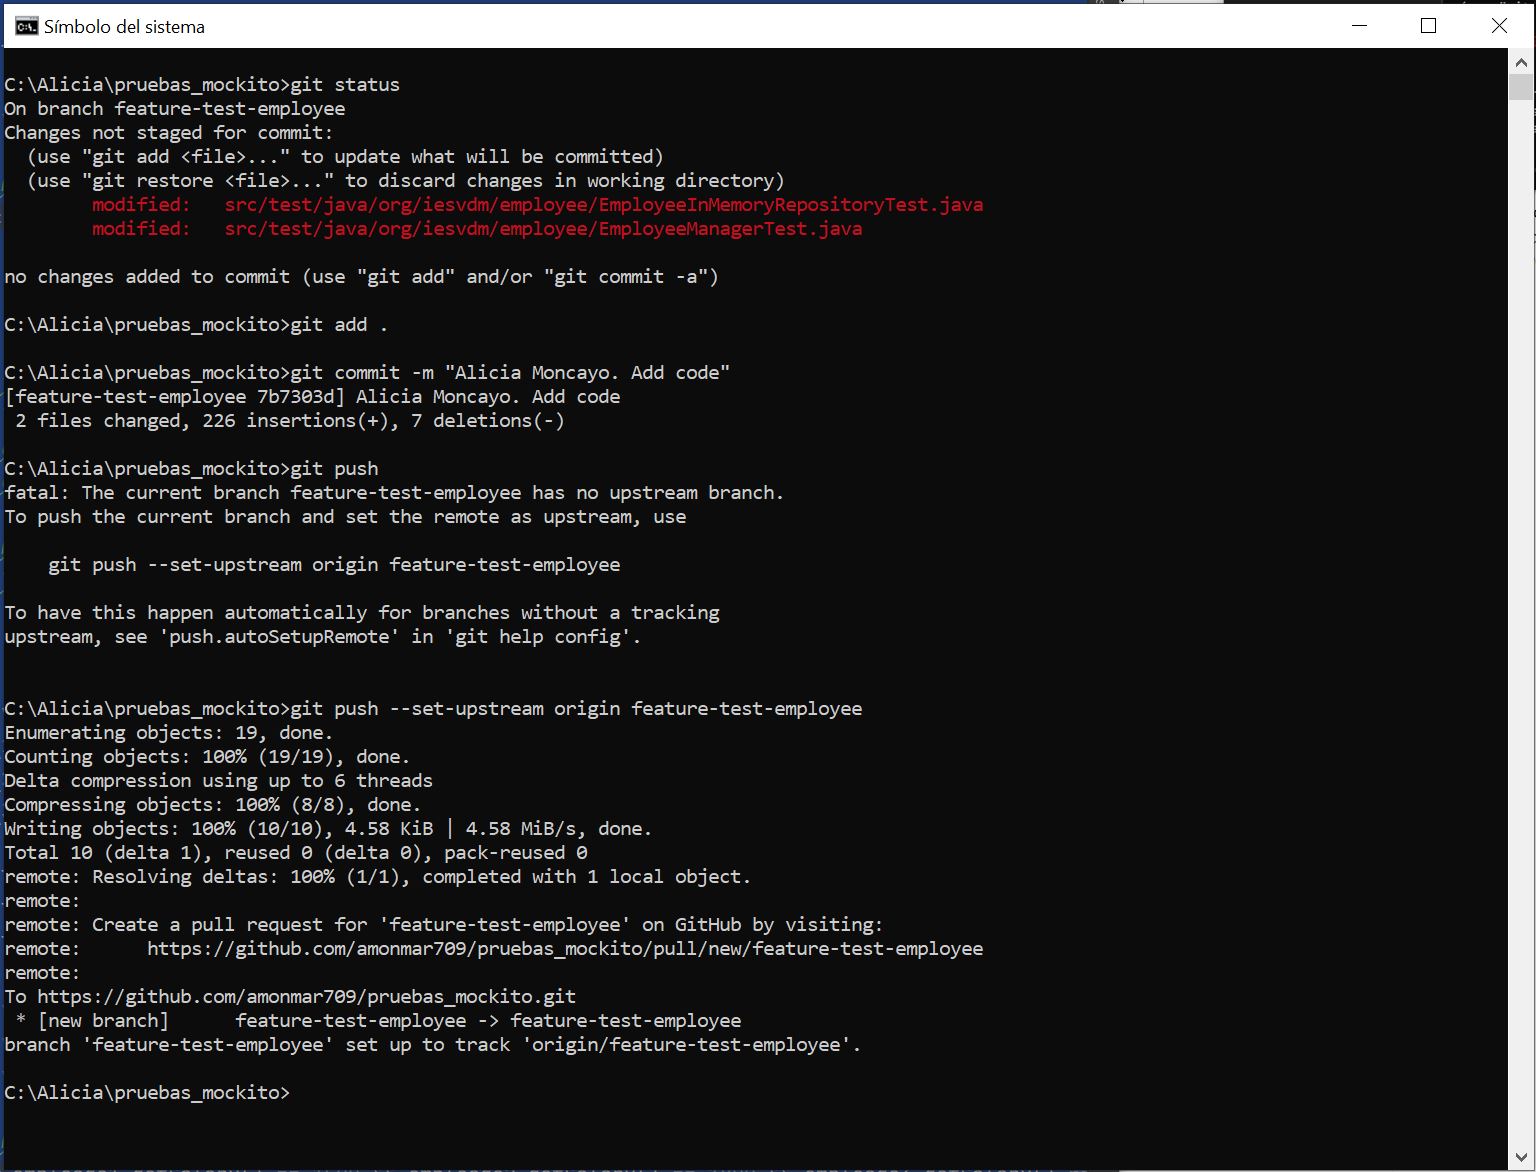 Símbolo del sistema
C:\Alicia\pruebas_mockito>git status
On branch feature-test-employee
Changes not staged for commit:
  (use "git add <file>..." to update what will be committed)
  (use "git restore <file>..." to discard changes in working directory)
        modified:   src/test/java/org/iesvdm/employee/EmployeeInMemoryRepositoryTest.java
        modified:   src/test/java/org/iesvdm/employee/EmployeeManagerTest.java
no changes added to commit (use "git add" and/or "git commit -a")
C:\Alicia\pruebas_mockito>git add .
C:\Alicia\pruebas_mockito>git commit -m "Alicia Moncayo. Add code"
[feature-test-employee 7b7303d] Alicia Moncayo. Add code
 2 files changed, 226 insertions(+), 7 deletions(-)
C:\Alicia\pruebas_mockito>git push
fatal: The current branch feature-test-employee has no upstream branch.
To push the current branch and set the remote as upstream, use
    git push --set-upstream origin feature-test-employee
To have this happen automatically for branches without a tracking
upstream, see 'push.autoSetupRemote' in 'git help config'.
C:\Alicia\pruebas_mockito>git push --set-upstream origin feature-test-employee
Enumerating objects: 19, done.
Counting objects: 100% (19/19), done.
Delta compression using up to 6 threads
Compressing objects: 100% (8/8), done.
Writing objects: 100% (10/10), 4.58 KiB | 4.58 MiB/s, done.
Total 10 (delta 1), reused 0 (delta 0), pack-reused 0
remote: Resolving deltas: 100% (1/1), completed with 1 local object.
remote:
remote: Create a pull request for 'feature-test-employee' on GitHub by visiting:
remote:      https://github.com/amonmar709/pruebas_mockito/pull/new/feature-test-employee
remote:
To https://github.com/amonmar709/pruebas_mockito.git
 * [new branch]      feature-test-employee -> feature-test-employee
branch 'feature-test-employee' set up to track 'origin/feature-test-employee'.
C:\Alicia\pruebas_mockito>